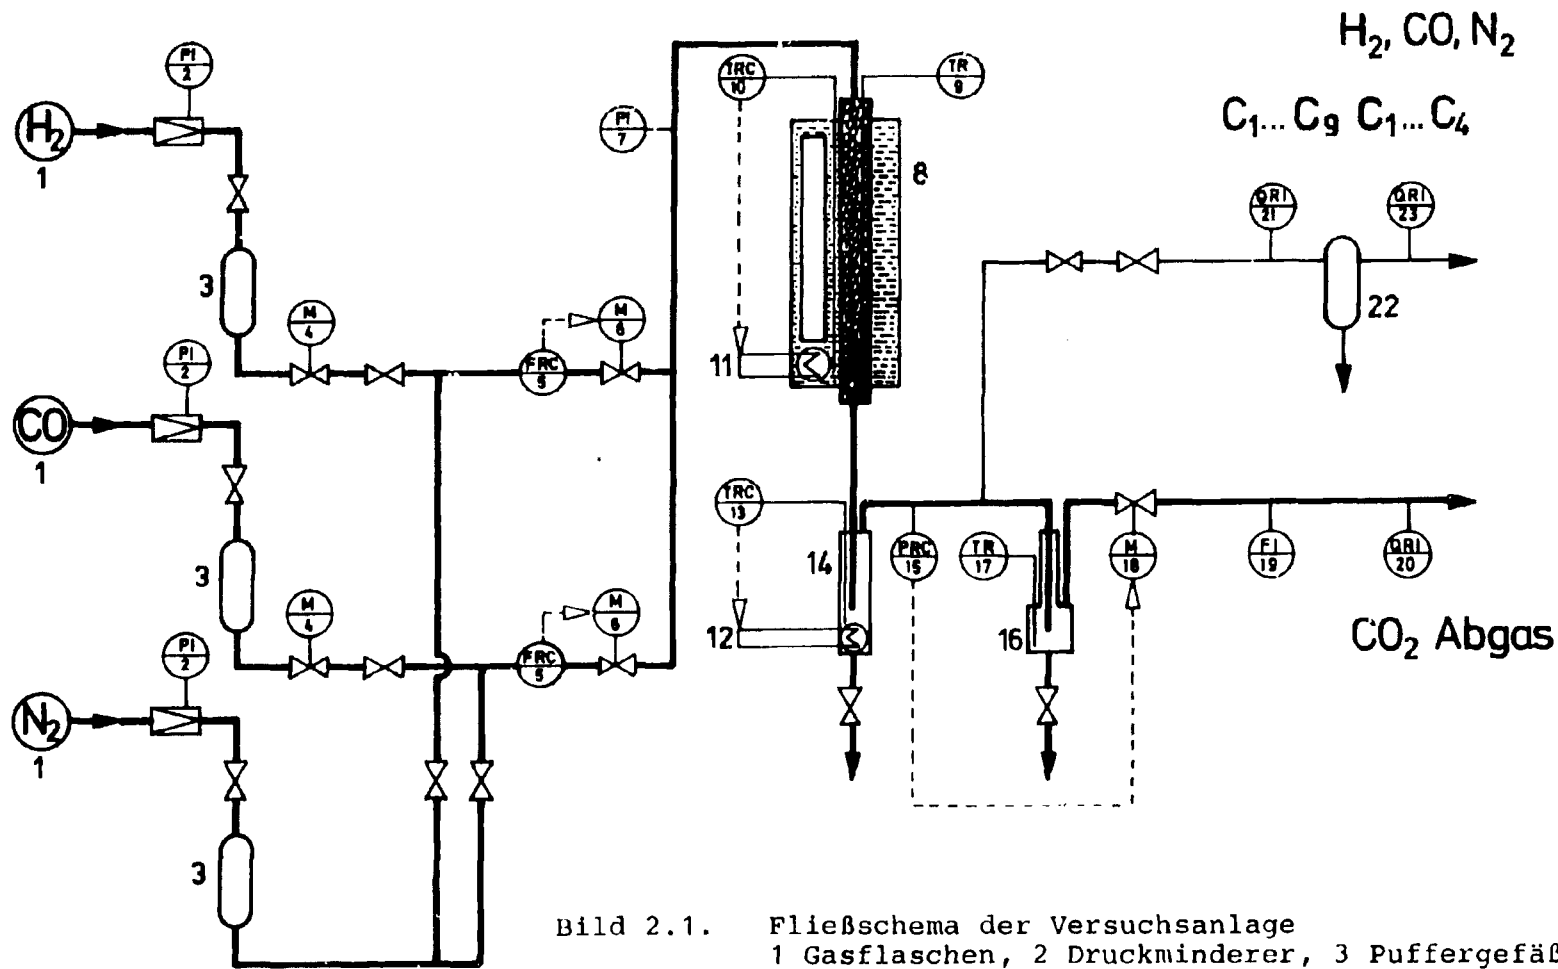 H₂, CO, N₂
C₁...C₉ C₁...C₄
PI 2
H₂
1
3
M 4
FRC 5
M 6
PI 7
TRC 10
TR 9
8
11
QRI 21
QRI 23
22
PI 2
CO
1
3
M 4
FRC 5
M 6
TRC 13
14
12
PRC 15
TR 17
16
M 18
FI 19
QRI 20
CO₂ Abgas
PI 2
N₂
1
3
Bild 2.1. Fließschema der Versuchsanlage
1 Gasflaschen, 2 Druckminderer, 3 Puffergefäß